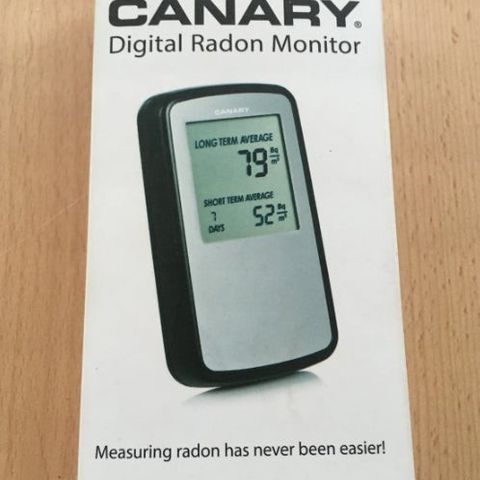 CANARY®
Digital Radon Monitor
CANARY
LONG TERM AVERAGE
79 Bq/m³
SHORT TERM AVERAGE
7 DAYS 52 Bq/m³
Measuring radon has never been easier!